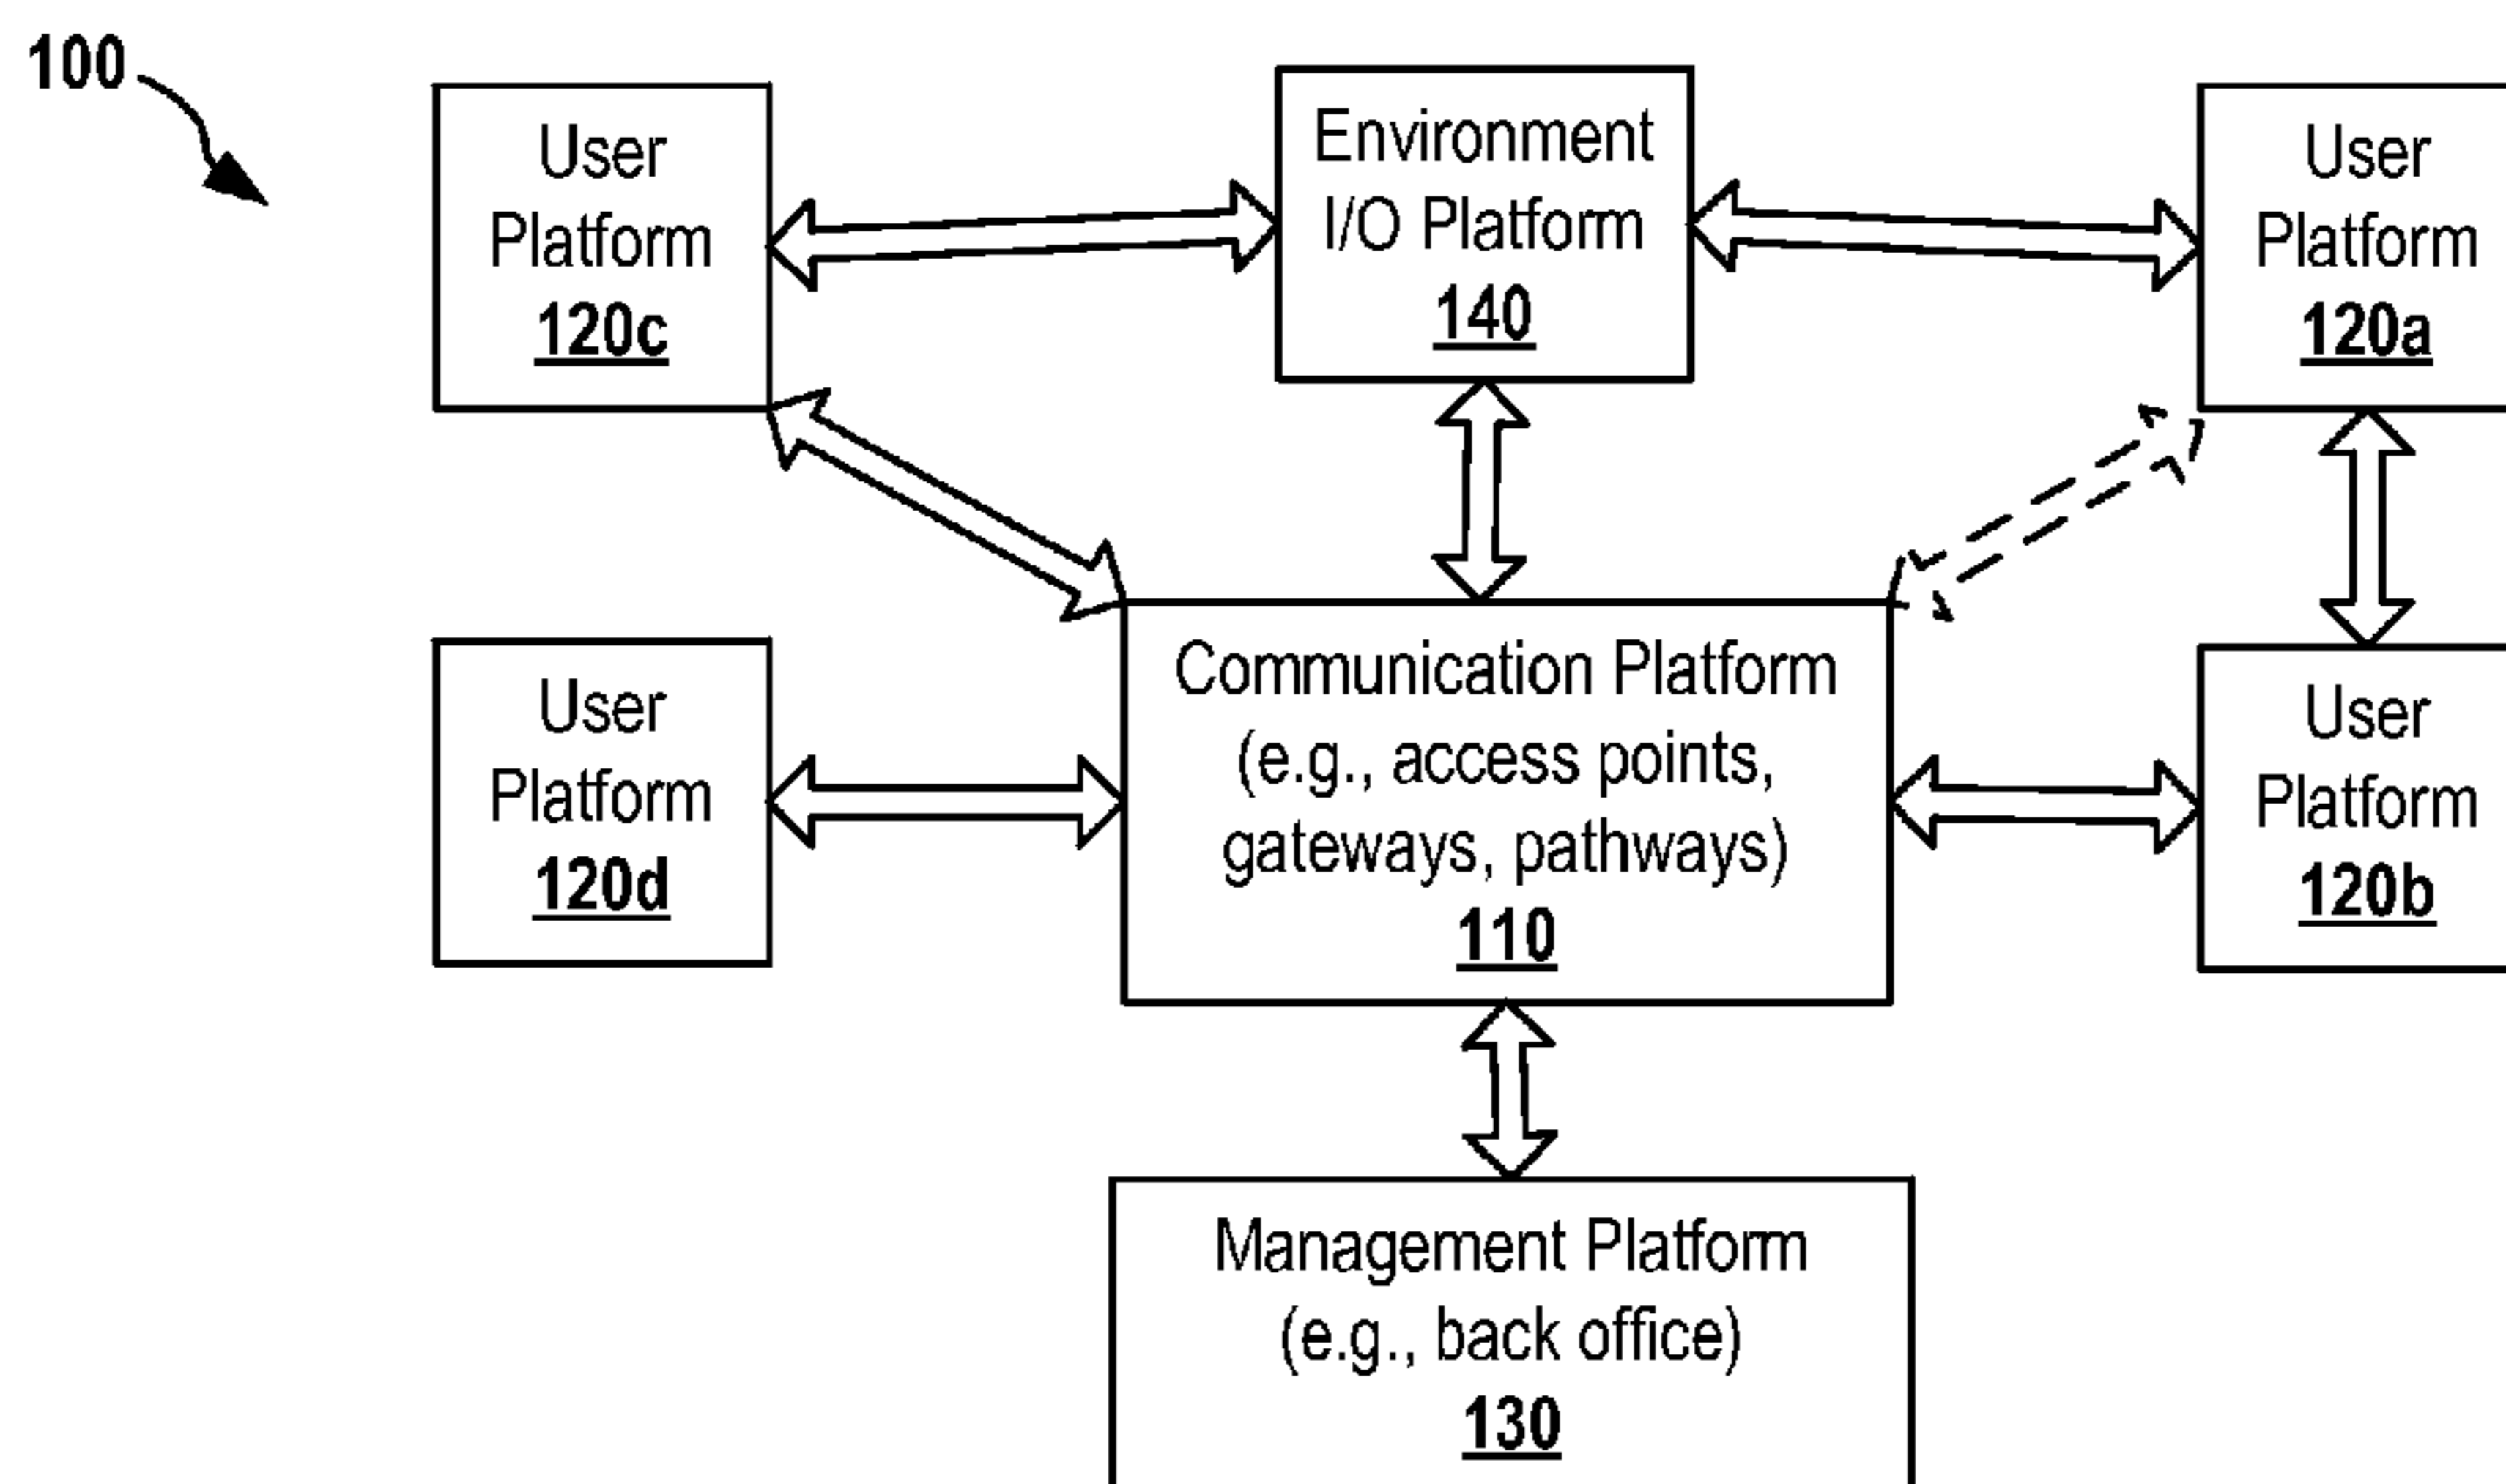 100
User
Platform
120c
Environment
I/O Platform
140
User
Platform
120a
User
Platform
120d
Communication Platform
(e.g., access points,
gateways, pathways)
110
User
Platform
120b
Management Platform
(e.g., back office)
130